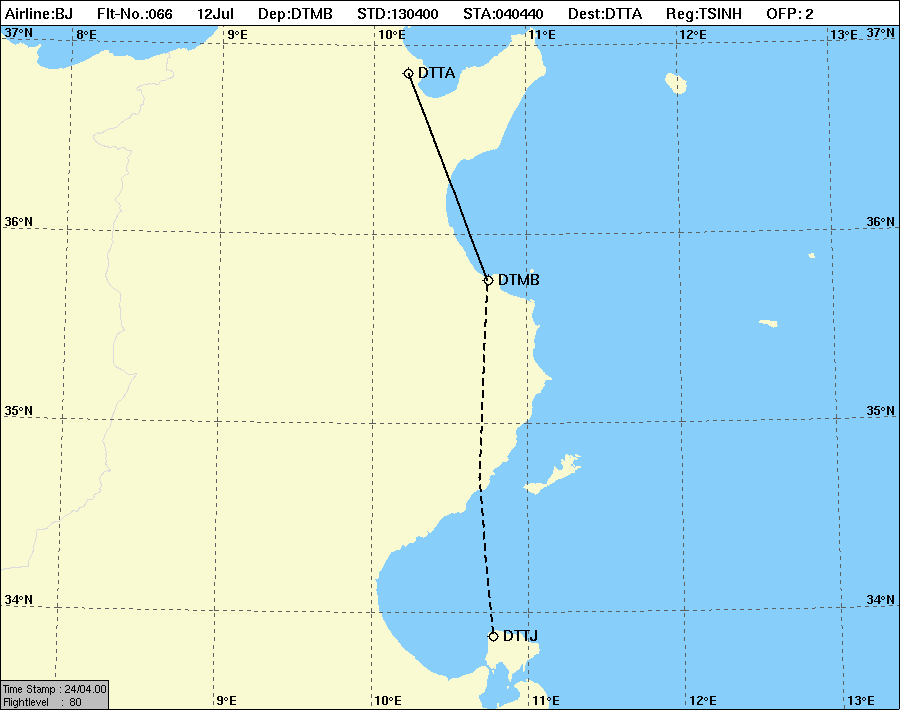 Airline:BJ Flt-No.:066 12Jul Dep:DTMB STD:130400 STA:040440 Dest:DTTA Reg:TSINH OFP: 2
37°N 8°E 9°E 10°E 11°E 12°E 13°E 37°N
DTTA
36°N 36°N
DTMB
35°N 35°N
34°N 34°N
DTTJ
Time Stamp : 24/04.00
Flightlevel : 80
9°E 10°E 11°E 12°E 13°E